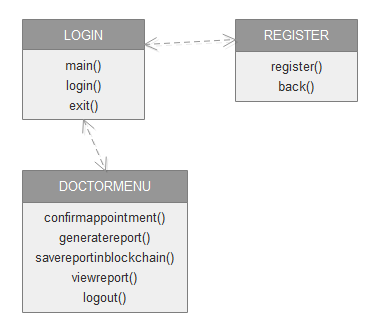 LOGIN
main()
login()
exit()
REGISTER
register()
back()
DOCTORMENU
confirmappointment()
generatereport()
savereportinblockchain()
viewreport()
logout()